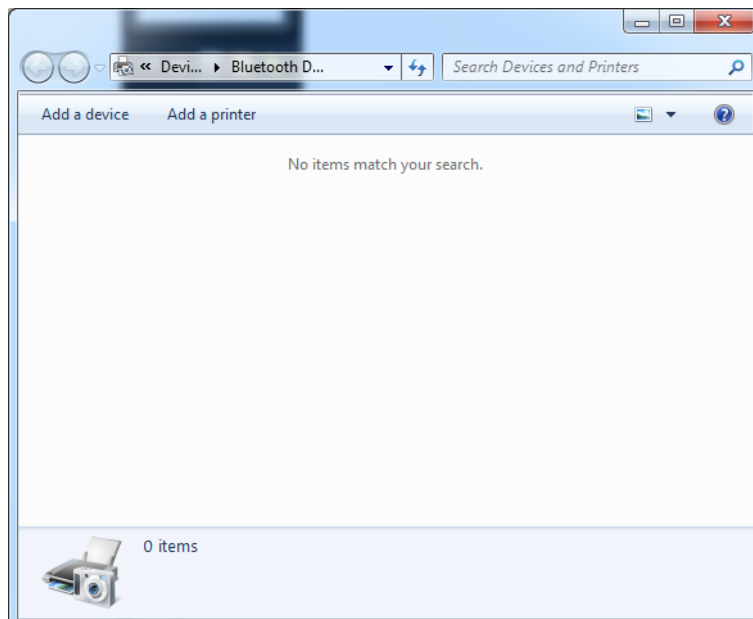 « Devi... ▸ Bluetooth D... Search Devices and Printers
Add a device Add a printer
No items match your search.
0 items